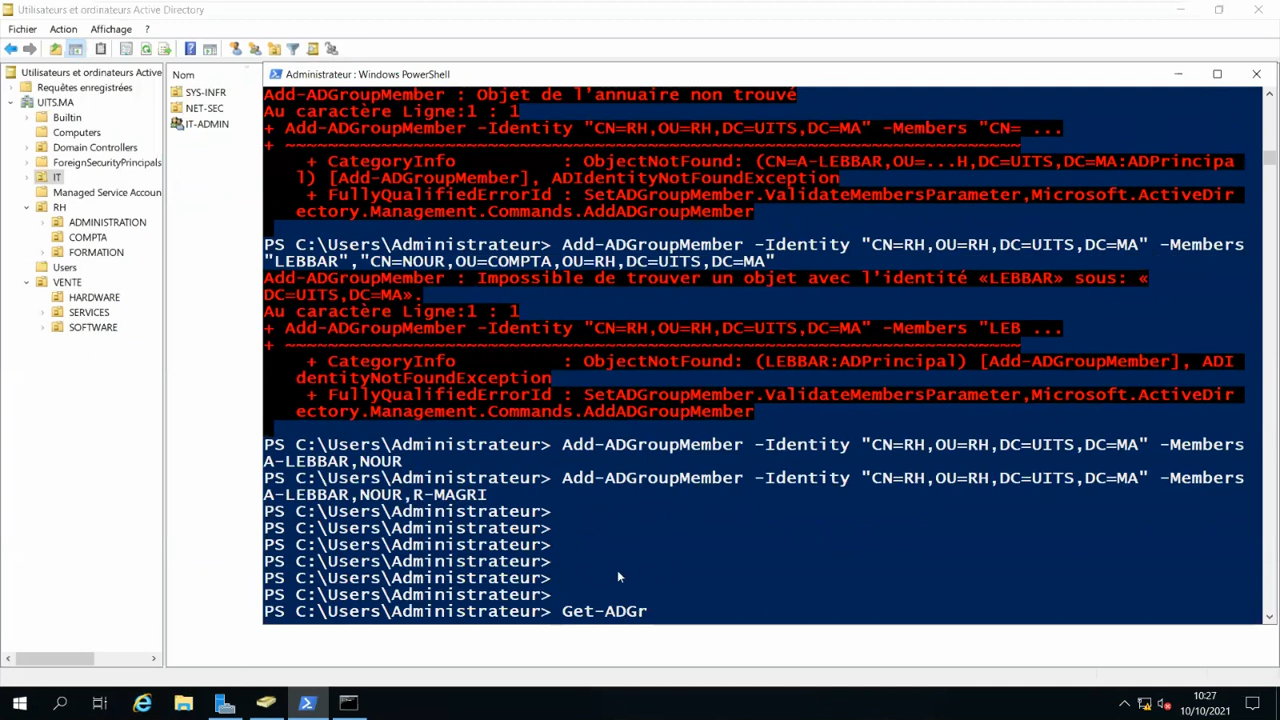 Utilisateurs et ordinateurs Active Directory
Fichier Action Affichage ?
Utilisateurs et ordinateurs Active
Requêtes enregistrées
UITS.MA
Builtin
Computers
Domain Controllers
ForeignSecurityPrincipals
IT
Managed Service Accoun
RH
ADMINISTRATION
COMPTA
FORMATION
Users
VENTE
HARDWARE
SERVICES
SOFTWARE
Nom
SYS-INFR
NET-SEC
IT-ADMIN
Administrateur : Windows PowerShell
Add-ADGroupMember : Objet de l'annuaire non trouvé
Au caractère Ligne:1 : 1
+ Add-ADGroupMember -Identity "CN=RH,OU=RH,DC=UITS,DC=MA" -Members "CN= ...
+ ~~~~~~~~~~~~~~~~~~~~~~~~~~~~~~~~~~~~~~~~~~~~~~~~~~~~~~~~~~~~~~~~~~~~~
+ CategoryInfo : ObjectNotFound: (CN=A-LEBBAR,OU=...H,DC=UITS,DC=MA:ADPrincipa
l) [Add-ADGroupMember], ADIdentityNotFoundException
+ FullyQualifiedErrorId : SetADGroupMember.ValidateMembersParameter,Microsoft.ActiveDir
ectory.Management.Commands.AddADGroupMember
PS C:\Users\Administrateur> Add-ADGroupMember -Identity "CN=RH,OU=RH,DC=UITS,DC=MA" -Members
"LEBBAR","CN=NOUR,OU=COMPTA,OU=RH,DC=UITS,DC=MA"
Add-ADGroupMember : Impossible de trouver un objet avec l'identité «LEBBAR» sous: «
DC=UITS,DC=MA».
Au caractère Ligne:1 : 1
+ Add-ADGroupMember -Identity "CN=RH,OU=RH,DC=UITS,DC=MA" -Members "LEB ...
+ ~~~~~~~~~~~~~~~~~~~~~~~~~~~~~~~~~~~~~~~~~~~~~~~~~~~~~~~~~~~~~~~~~~~~~
+ CategoryInfo : ObjectNotFound: (LEBBAR:ADPrincipal) [Add-ADGroupMember], ADI
dentityNotFoundException
+ FullyQualifiedErrorId : SetADGroupMember.ValidateMembersParameter,Microsoft.ActiveDir
ectory.Management.Commands.AddADGroupMember
PS C:\Users\Administrateur> Add-ADGroupMember -Identity "CN=RH,OU=RH,DC=UITS,DC=MA" -Members
A-LEBBAR,NOUR
PS C:\Users\Administrateur> Add-ADGroupMember -Identity "CN=RH,OU=RH,DC=UITS,DC=MA" -Members
A-LEBBAR,NOUR,R-MAGRI
PS C:\Users\Administrateur>
PS C:\Users\Administrateur>
PS C:\Users\Administrateur>
PS C:\Users\Administrateur>
PS C:\Users\Administrateur>
PS C:\Users\Administrateur>
PS C:\Users\Administrateur> Get-ADGr
10:27
10/10/2021